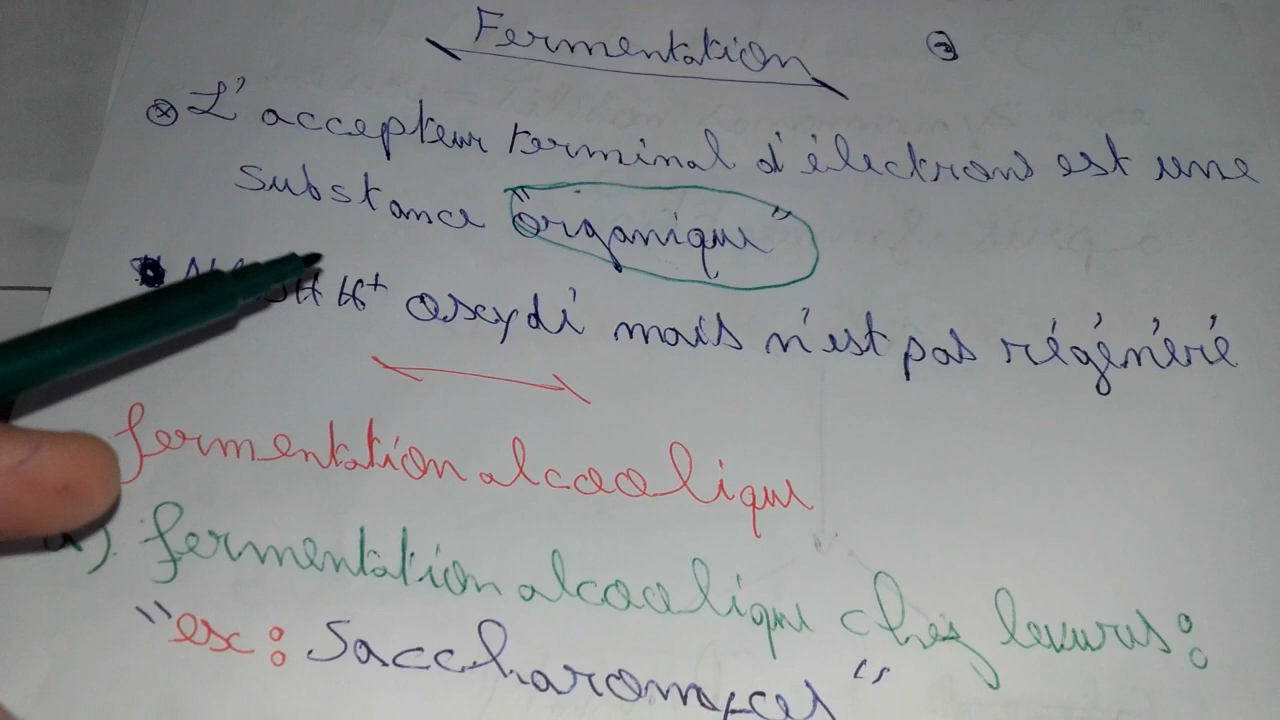 Fermentation
L'accepteur terminal d'électrons est une
substance "organique"
H H⁺ oxydé mais n'est pas régénéré
fermentation alcoolique
a). fermentation alcoolique chez levures :
"ex : Saccharomyces"